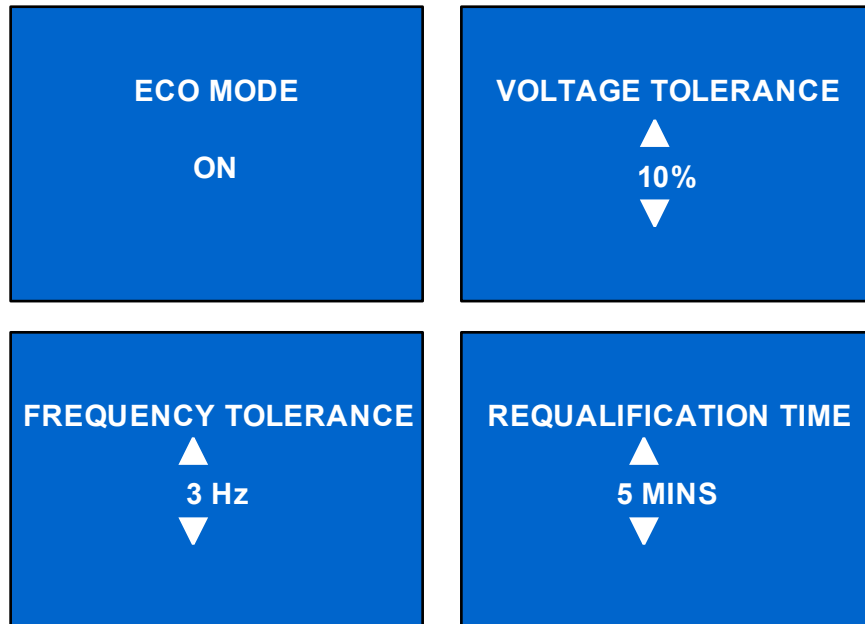 ECO MODE
ON
VOLTAGE TOLERANCE
10%
FREQUENCY TOLERANCE
3 Hz
REQUALIFICATION TIME
5 MINS